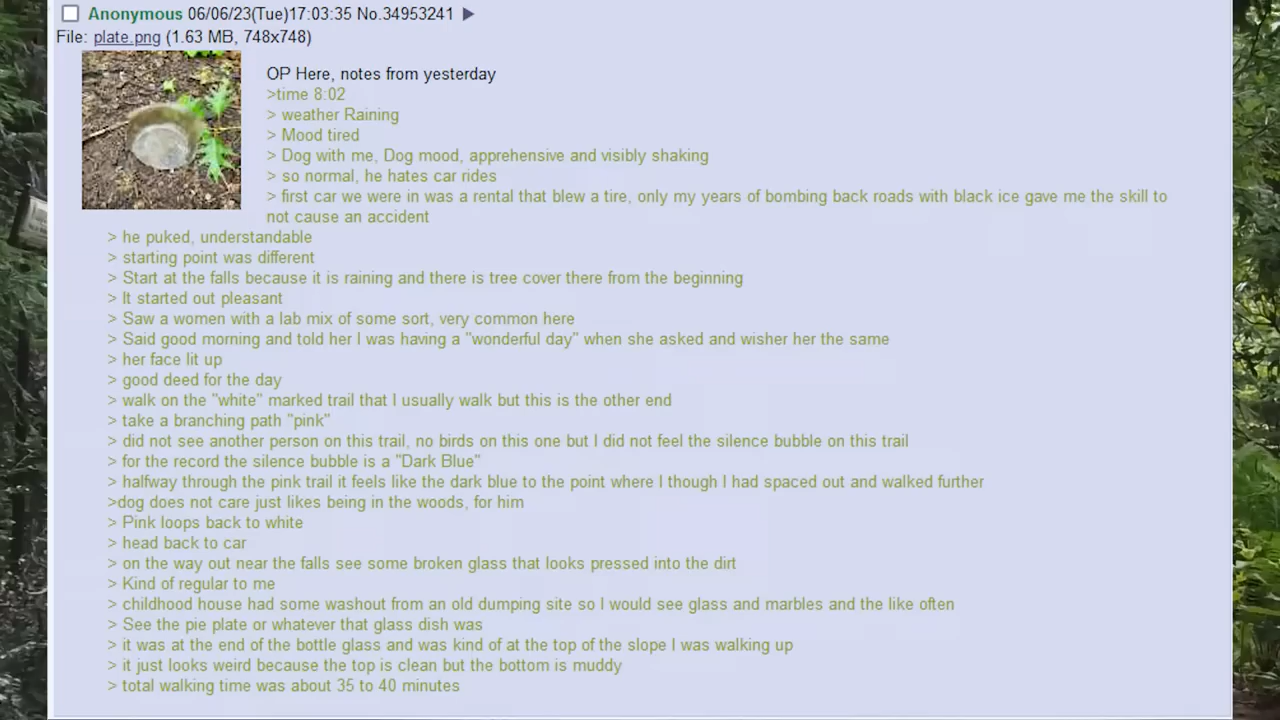 Anonymous 06/06/23(Tue)17:03:35 No.34953241 ▶
File: plate.png (1.63 MB, 748x748)
OP Here, notes from yesterday
>time 8:02
> weather Raining
> Mood tired
> Dog with me, Dog mood, apprehensive and visibly shaking
> so normal, he hates car rides
> first car we were in was a rental that blew a tire, only my years of bombing back roads with black ice gave me the skill to
not cause an accident
> he puked, understandable
> starting point was different
> Start at the falls because it is raining and there is tree cover there from the beginning
> It started out pleasant
> Saw a women with a lab mix of some sort, very common here
> Said good morning and told her I was having a "wonderful day" when she asked and wisher her the same
> her face lit up
> good deed for the day
> walk on the "white" marked trail that I usually walk but this is the other end
> take a branching path "pink"
> did not see another person on this trail, no birds on this one but I did not feel the silence bubble on this trail
> for the record the silence bubble is a "Dark Blue"
> halfway through the pink trail it feels like the dark blue to the point where I though I had spaced out and walked further
>dog does not care just likes being in the woods, for him
> Pink loops back to white
> head back to car
> on the way out near the falls see some broken glass that looks pressed into the dirt
> Kind of regular to me
> childhood house had some washout from an old dumping site so I would see glass and marbles and the like often
> See the pie plate or whatever that glass dish was
> it was at the end of the bottle glass and was kind of at the top of the slope I was walking up
> it just looks weird because the top is clean but the bottom is muddy
> total walking time was about 35 to 40 minutes